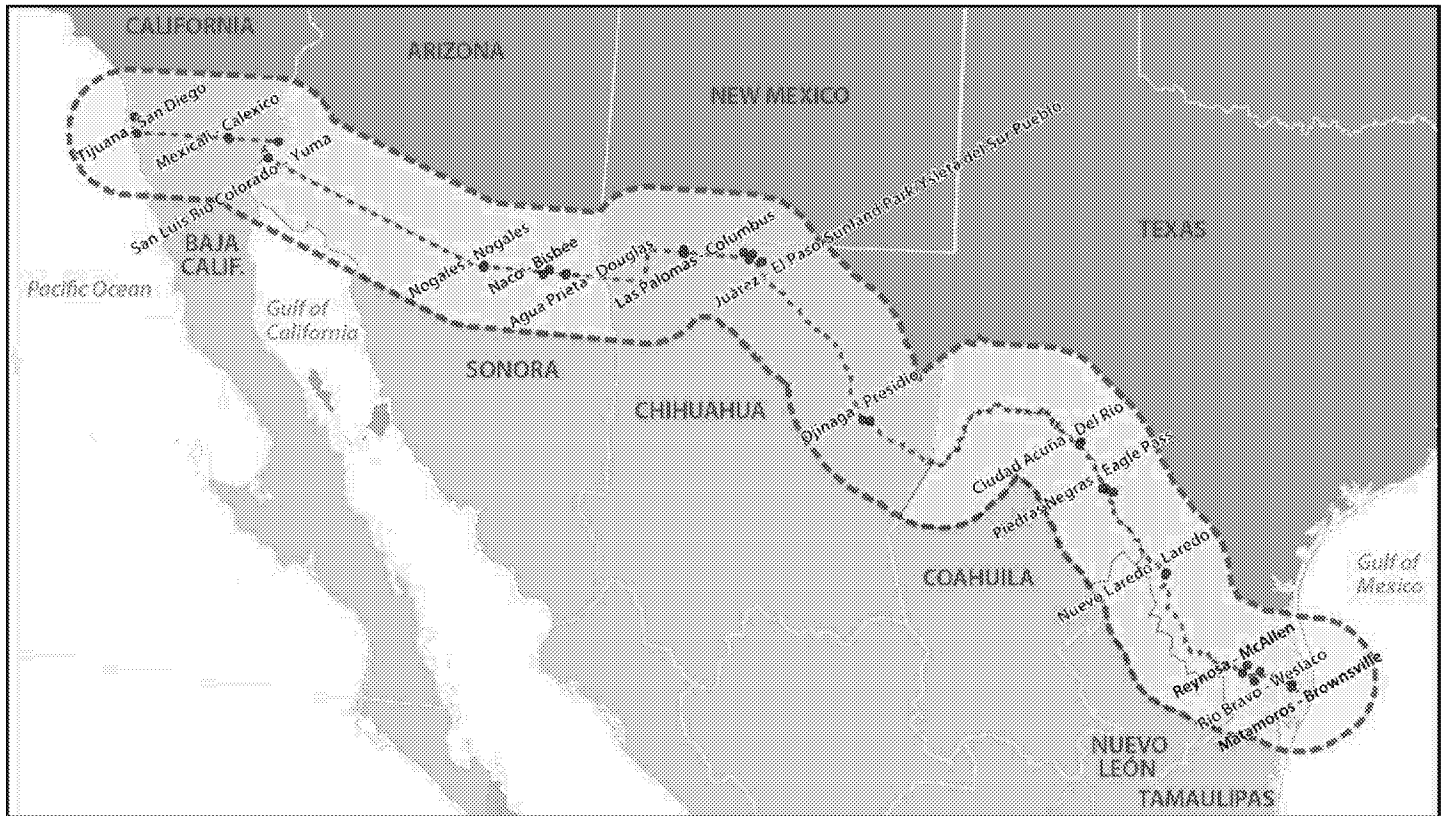 CALIFORNIA
ARIZONA
NEW MEXICO
TEXAS
Tijuana - San Diego
Mexicali - Calexico
San Luis Rio Colorado - Yuma
Nogales - Nogales
Naco - Bisbee
Agua Prieta - Douglas
Las Palomas - Columbus
Juárez - El Paso/Sunland Park/Ysleta del Sur Pueblo
BAJA
CALIF.
Pacific Ocean
Gulf of
California
SONORA
CHIHUAHUA
Ojinaga - Presidio
Ciudad Acuña - Del Rio
Piedras Negras - Eagle Pass
COAHUILA
Nuevo Laredo - Laredo
Gulf of
Mexico
Reynosa - McAllen
Rio Bravo - Weslaco
Matamoros - Brownsville
NUEVO
LEÓN
TAMAULIPAS